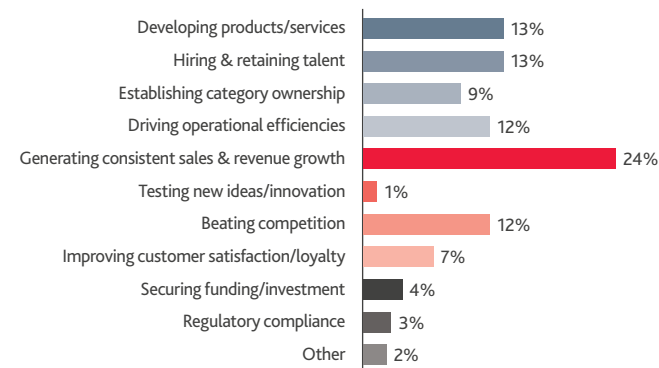 Developing products/services 13%
Hiring & retaining talent 13%
Establishing category ownership 9%
Driving operational efficiencies 12%
Generating consistent sales & revenue growth 24%
Testing new ideas/innovation 1%
Beating competition 12%
Improving customer satisfaction/loyalty 7%
Securing funding/investment 4%
Regulatory compliance 3%
Other 2%